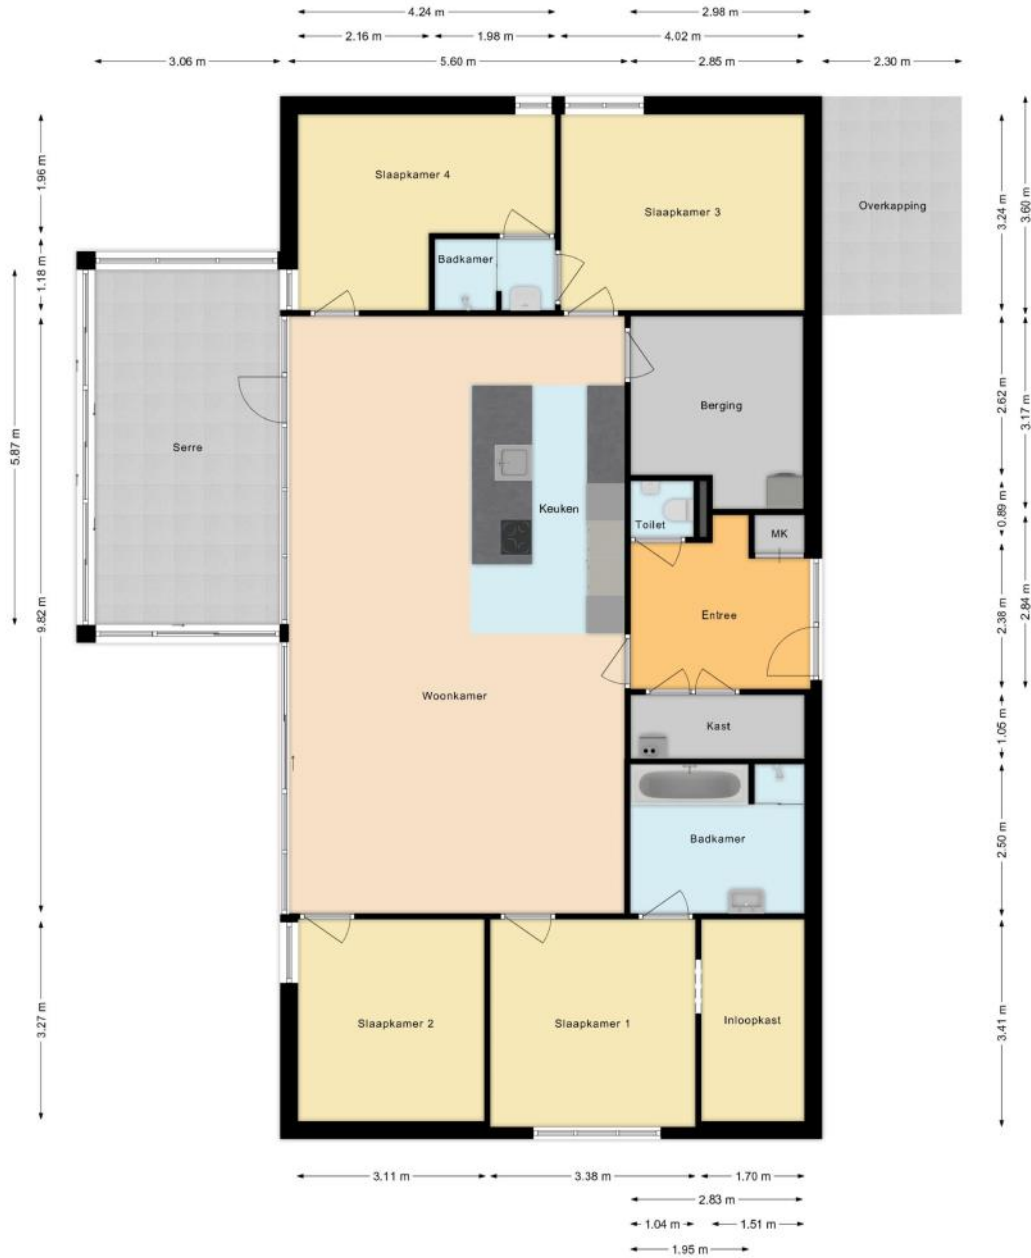 4.24 m
2.98 m
2.16 m
1.98 m
4.02 m
3.06 m
5.60 m
2.85 m
2.30 m
1.96 m
1.18 m
9.82 m
3.27 m
5.87 m
Slaapkamer 4
Slaapkamer 3
Overkapping
Badkamer
Berging
Serre
Keuken
Toilet
MK
Entree
Woonkamer
Kast
Badkamer
Slaapkamer 2
Slaapkamer 1
Inloopkast
3.24 m
3.60 m
2.62 m
3.17 m
0.89 m
2.38 m
2.84 m
1.05 m
2.50 m
3.41 m
3.11 m
3.38 m
1.70 m
2.83 m
1.04 m
1.51 m
1.95 m